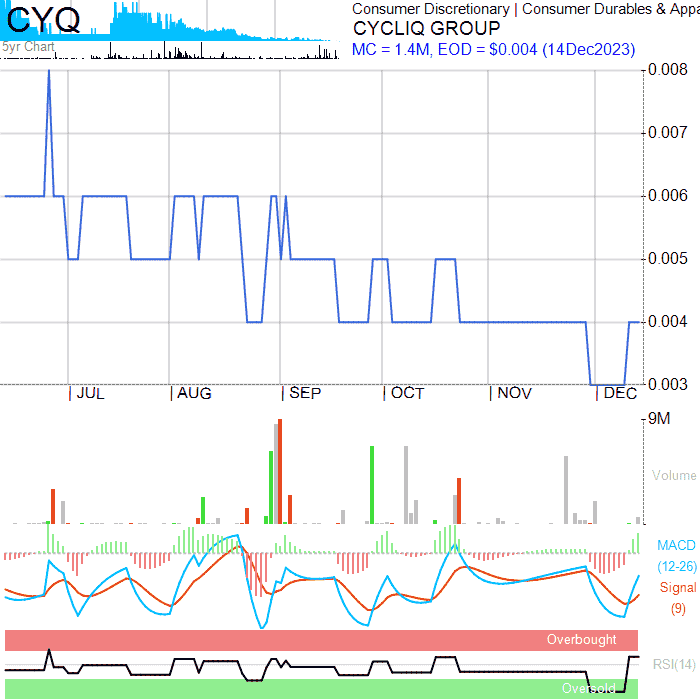 CYQ
5yr Chart
Consumer Discretionary | Consumer Durables & Appa
CYCLIQ GROUP
MC = 1.4M, EOD = $0.004 (14Dec2023)
0.008
0.007
0.006
0.005
0.004
0.003
JUL AUG SEP OCT NOV DEC
9M
Volume
MACD
(12-26)
Signal
(9)
Overbought
RSI(14)
Oversold